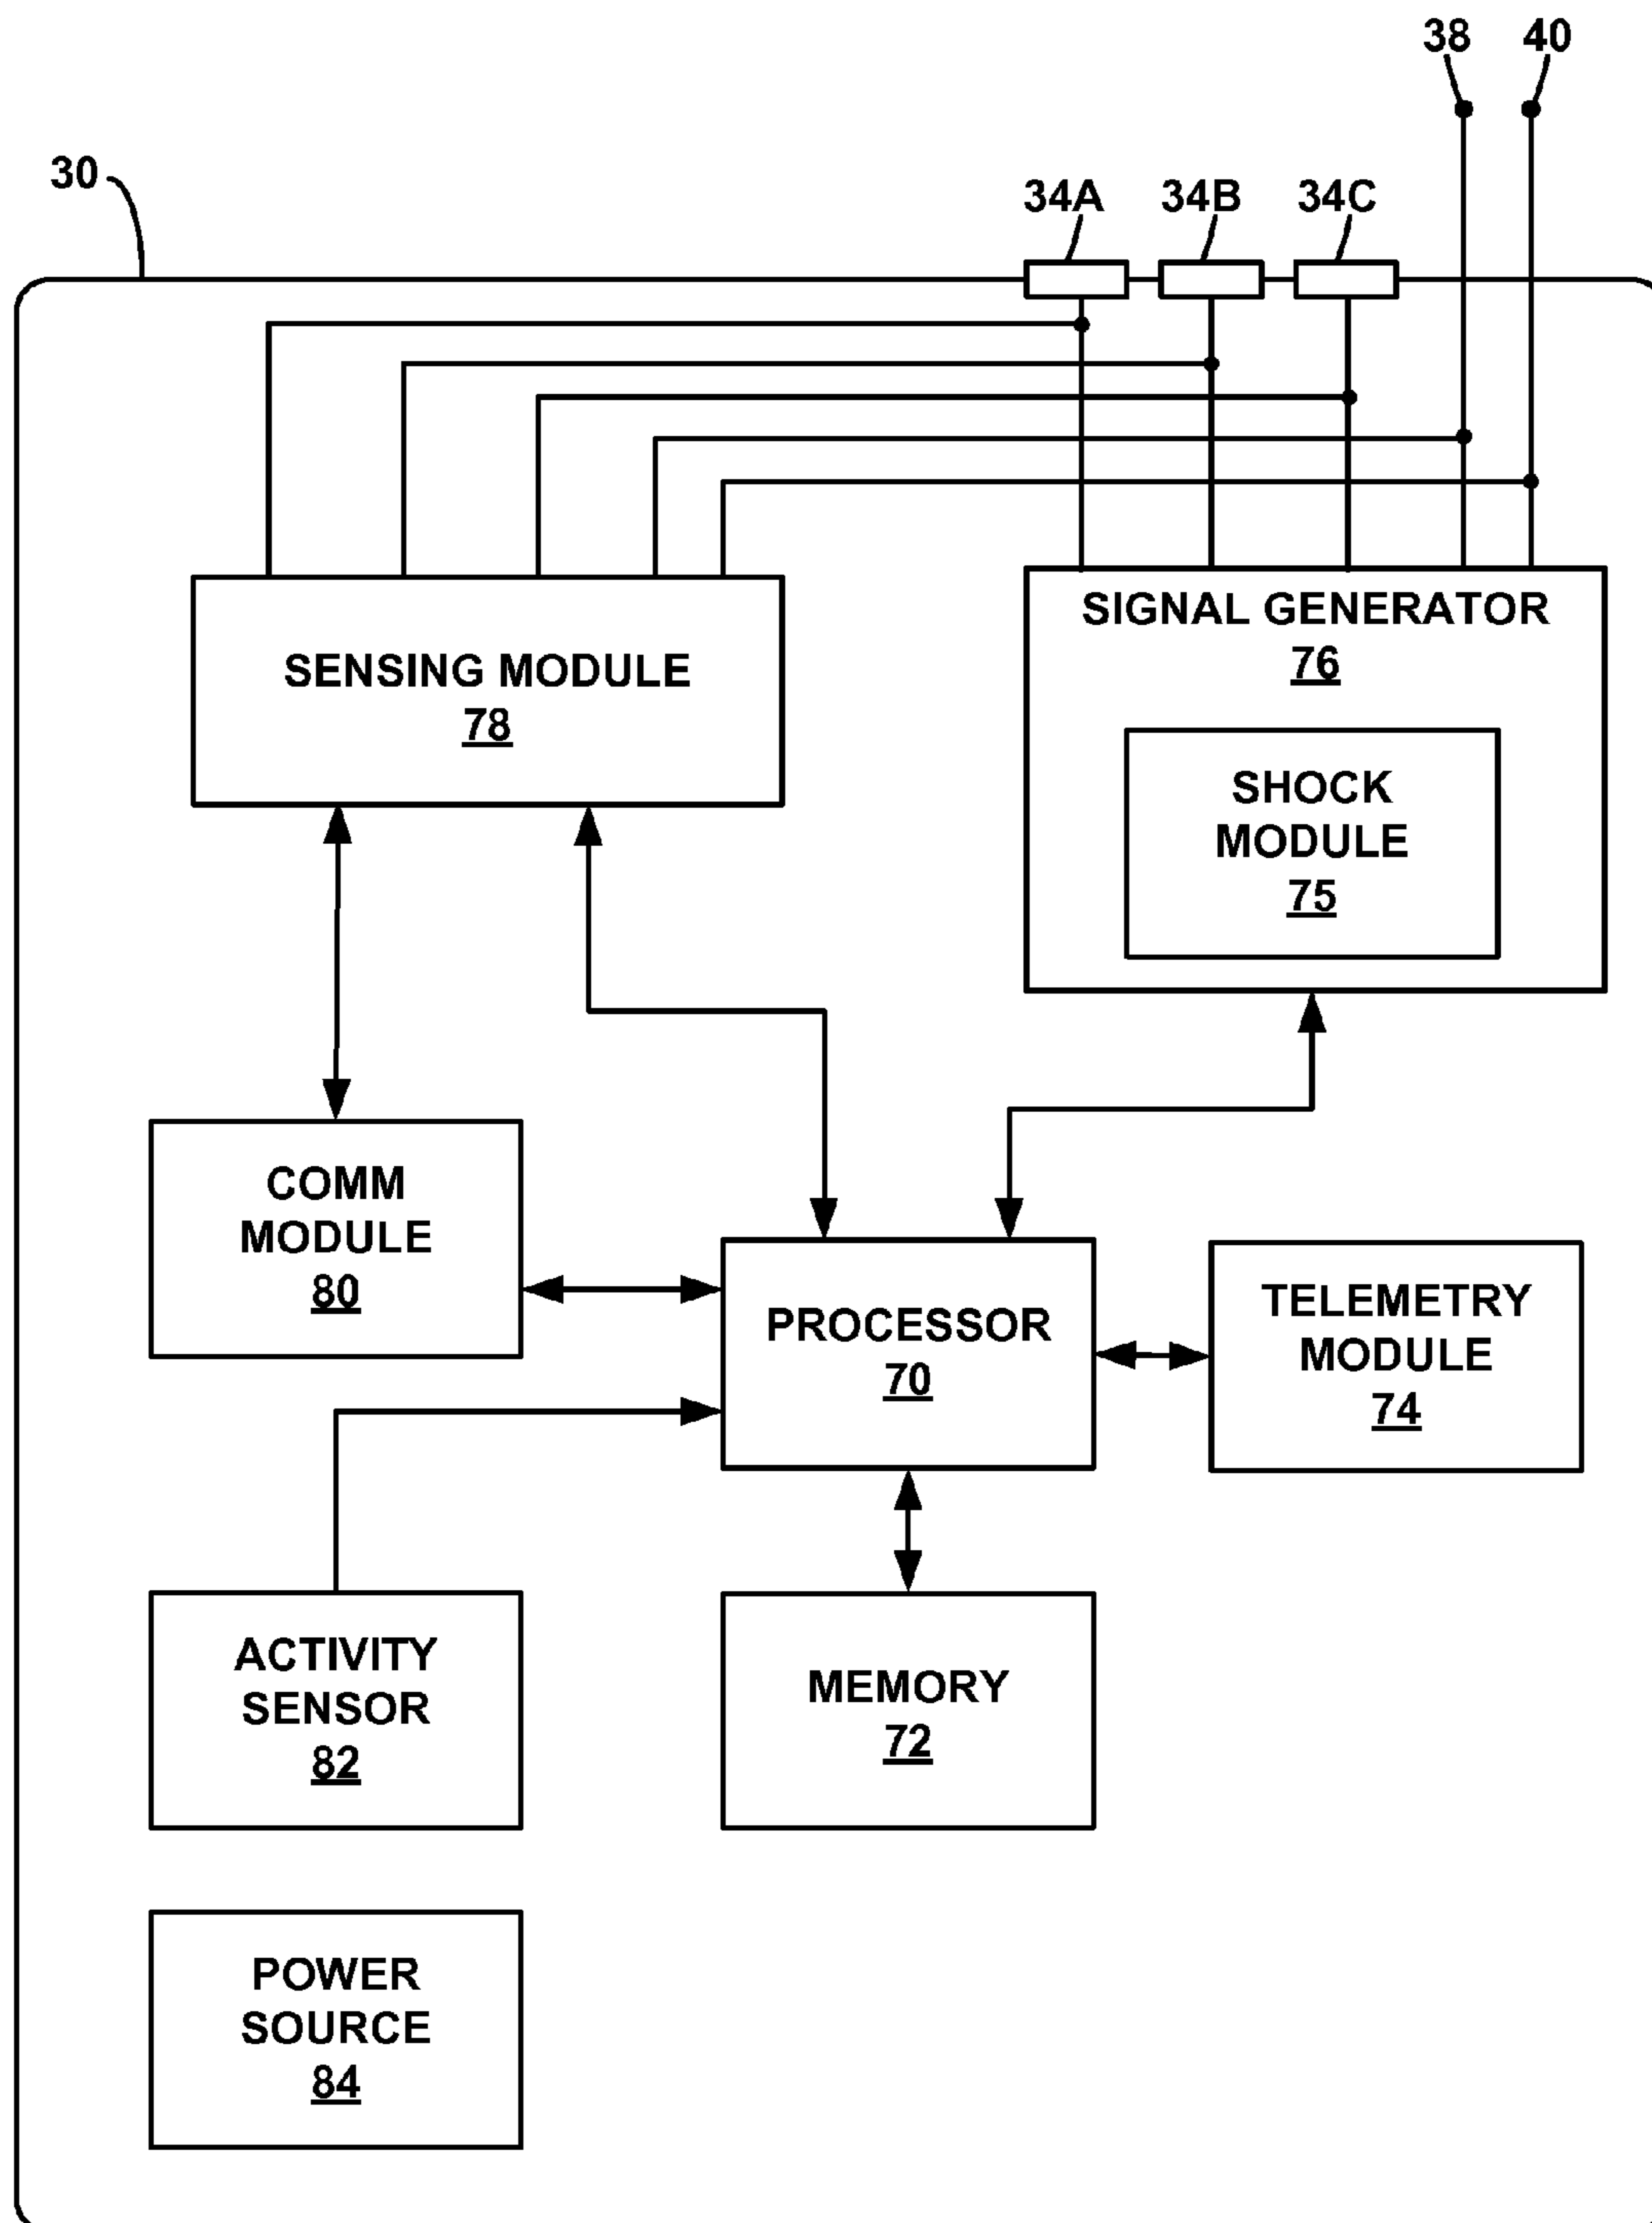 38 40
30
34A 34B 34C
SENSING MODULE
78
SIGNAL GENERATOR
76
SHOCK
MODULE
75
COMM
MODULE
80
PROCESSOR
70
TELEMETRY
MODULE
74
ACTIVITY
SENSOR
82
MEMORY
72
POWER
SOURCE
84